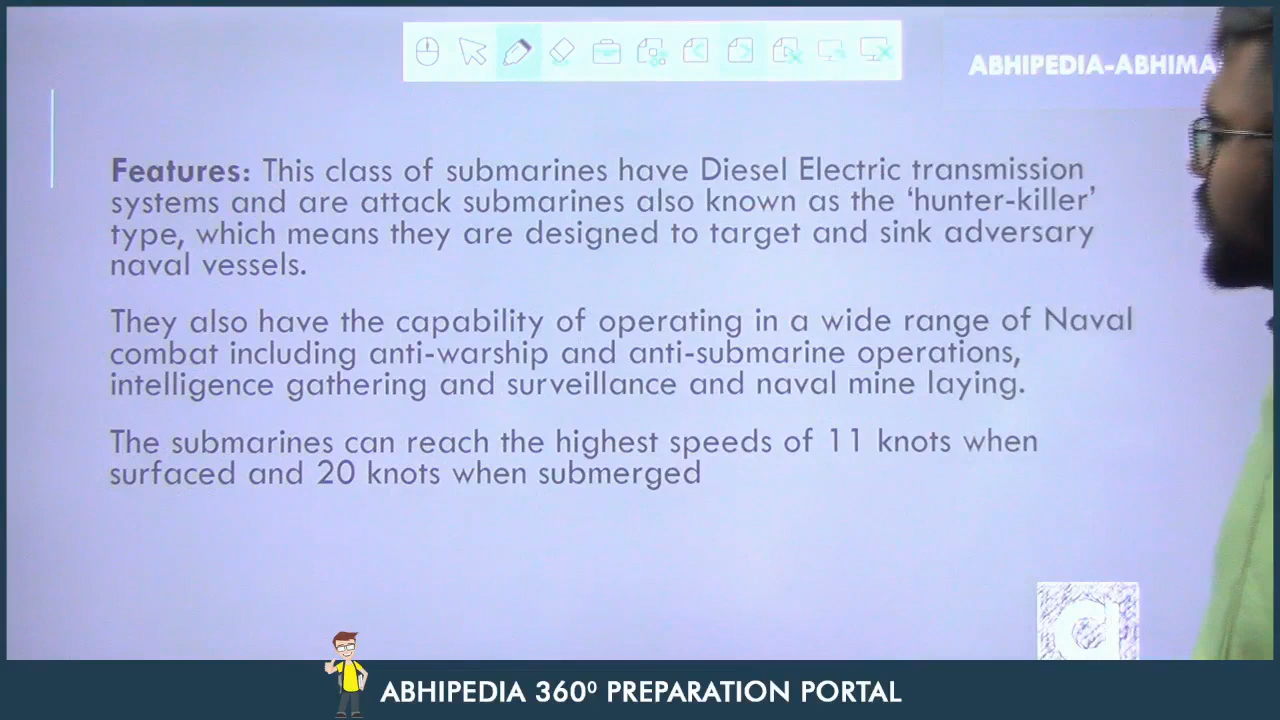 ABHIPEDIA-ABHIMA
Features: This class of submarines have Diesel Electric transmission
systems and are attack submarines also known as the ‘hunter-killer’
type, which means they are designed to target and sink adversary
naval vessels.
They also have the capability of operating in a wide range of Naval
combat including anti-warship and anti-submarine operations,
intelligence gathering and surveillance and naval mine laying.
The submarines can reach the highest speeds of 11 knots when
surfaced and 20 knots when submerged
ABHIPEDIA 360⁰ PREPARATION PORTAL